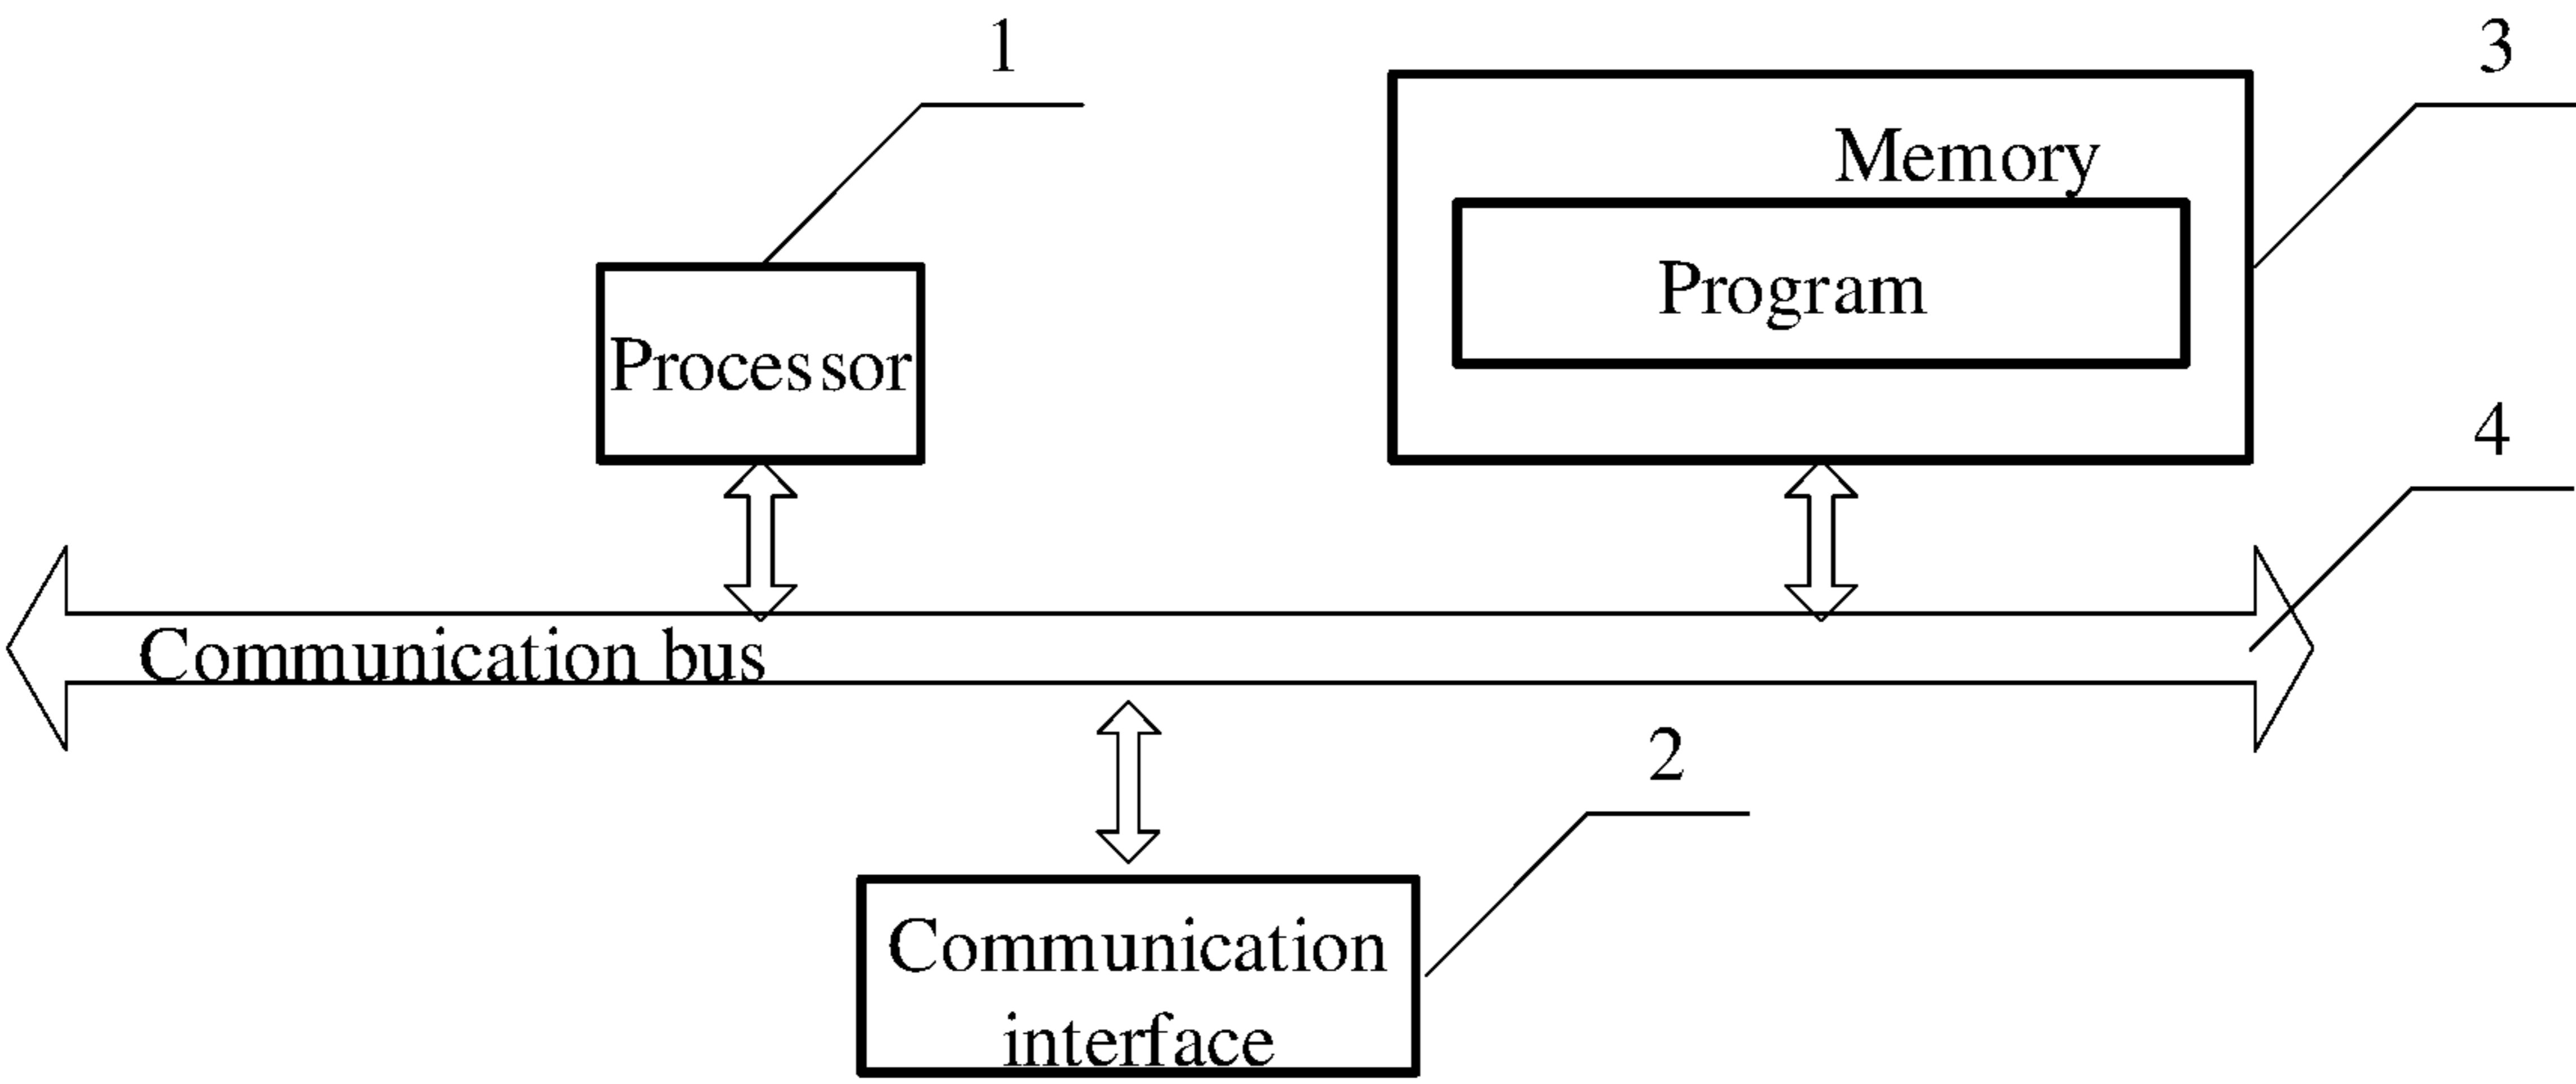 1
3
Memory
Program
Processor
4
Communication bus
2
Communication
interface